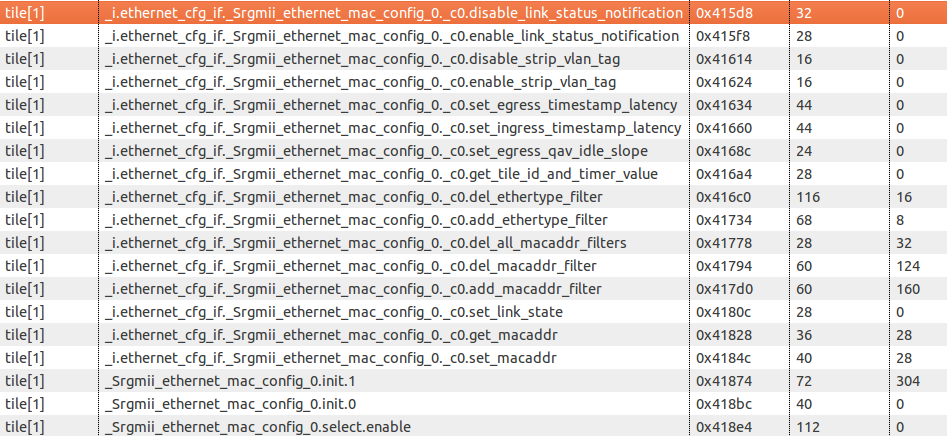 tile[1] _i.ethernet_cfg_if._Srgmii_ethernet_mac_config_0._c0.disable_link_status_notification 0x415d8 32 0
tile[1] _i.ethernet_cfg_if._Srgmii_ethernet_mac_config_0._c0.enable_link_status_notification 0x415f8 28 0
tile[1] _i.ethernet_cfg_if._Srgmii_ethernet_mac_config_0._c0.disable_strip_vlan_tag 0x41614 16 0
tile[1] _i.ethernet_cfg_if._Srgmii_ethernet_mac_config_0._c0.enable_strip_vlan_tag 0x41624 16 0
tile[1] _i.ethernet_cfg_if._Srgmii_ethernet_mac_config_0._c0.set_egress_timestamp_latency 0x41634 44 0
tile[1] _i.ethernet_cfg_if._Srgmii_ethernet_mac_config_0._c0.set_ingress_timestamp_latency 0x41660 44 0
tile[1] _i.ethernet_cfg_if._Srgmii_ethernet_mac_config_0._c0.set_egress_qav_idle_slope 0x4168c 24 0
tile[1] _i.ethernet_cfg_if._Srgmii_ethernet_mac_config_0._c0.get_tile_id_and_timer_value 0x416a4 28 0
tile[1] _i.ethernet_cfg_if._Srgmii_ethernet_mac_config_0._c0.del_ethertype_filter 0x416c0 116 16
tile[1] _i.ethernet_cfg_if._Srgmii_ethernet_mac_config_0._c0.add_ethertype_filter 0x41734 68 8
tile[1] _i.ethernet_cfg_if._Srgmii_ethernet_mac_config_0._c0.del_all_macaddr_filters 0x41778 28 32
tile[1] _i.ethernet_cfg_if._Srgmii_ethernet_mac_config_0._c0.del_macaddr_filter 0x41794 60 124
tile[1] _i.ethernet_cfg_if._Srgmii_ethernet_mac_config_0._c0.add_macaddr_filter 0x417d0 60 160
tile[1] _i.ethernet_cfg_if._Srgmii_ethernet_mac_config_0._c0.set_link_state 0x4180c 28 0
tile[1] _i.ethernet_cfg_if._Srgmii_ethernet_mac_config_0._c0.get_macaddr 0x41828 36 28
tile[1] _i.ethernet_cfg_if._Srgmii_ethernet_mac_config_0._c0.set_macaddr 0x4184c 40 28
tile[1] _Srgmii_ethernet_mac_config_0.init.1 0x41874 72 304
tile[1] _Srgmii_ethernet_mac_config_0.init.0 0x418bc 40 0
tile[1] _Srgmii_ethernet_mac_config_0.select.enable 0x418e4 112 0